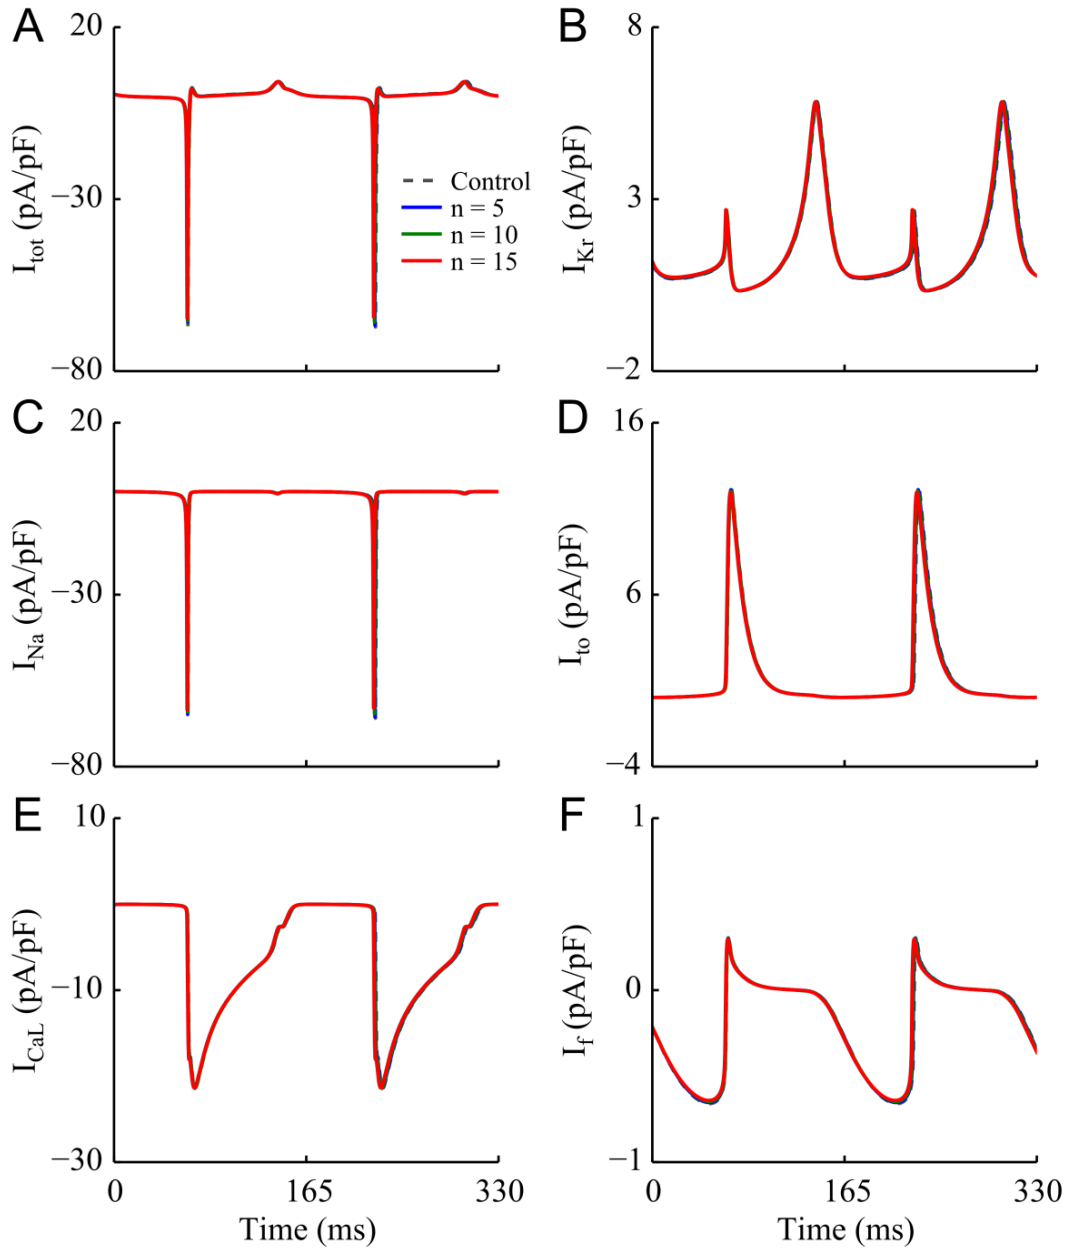 A
20
−30
−80
I_tot (pA/pF)
Control
n = 5
n = 10
n = 15
B
8
3
−2
I_Kr (pA/pF)
C
20
−30
−80
I_Na (pA/pF)
D
16
6
−4
I_to (pA/pF)
E
10
−10
−30
I_CaL (pA/pF)
0
165
330
Time (ms)
F
1
0
−1
I_f (pA/pF)
0
165
330
Time (ms)